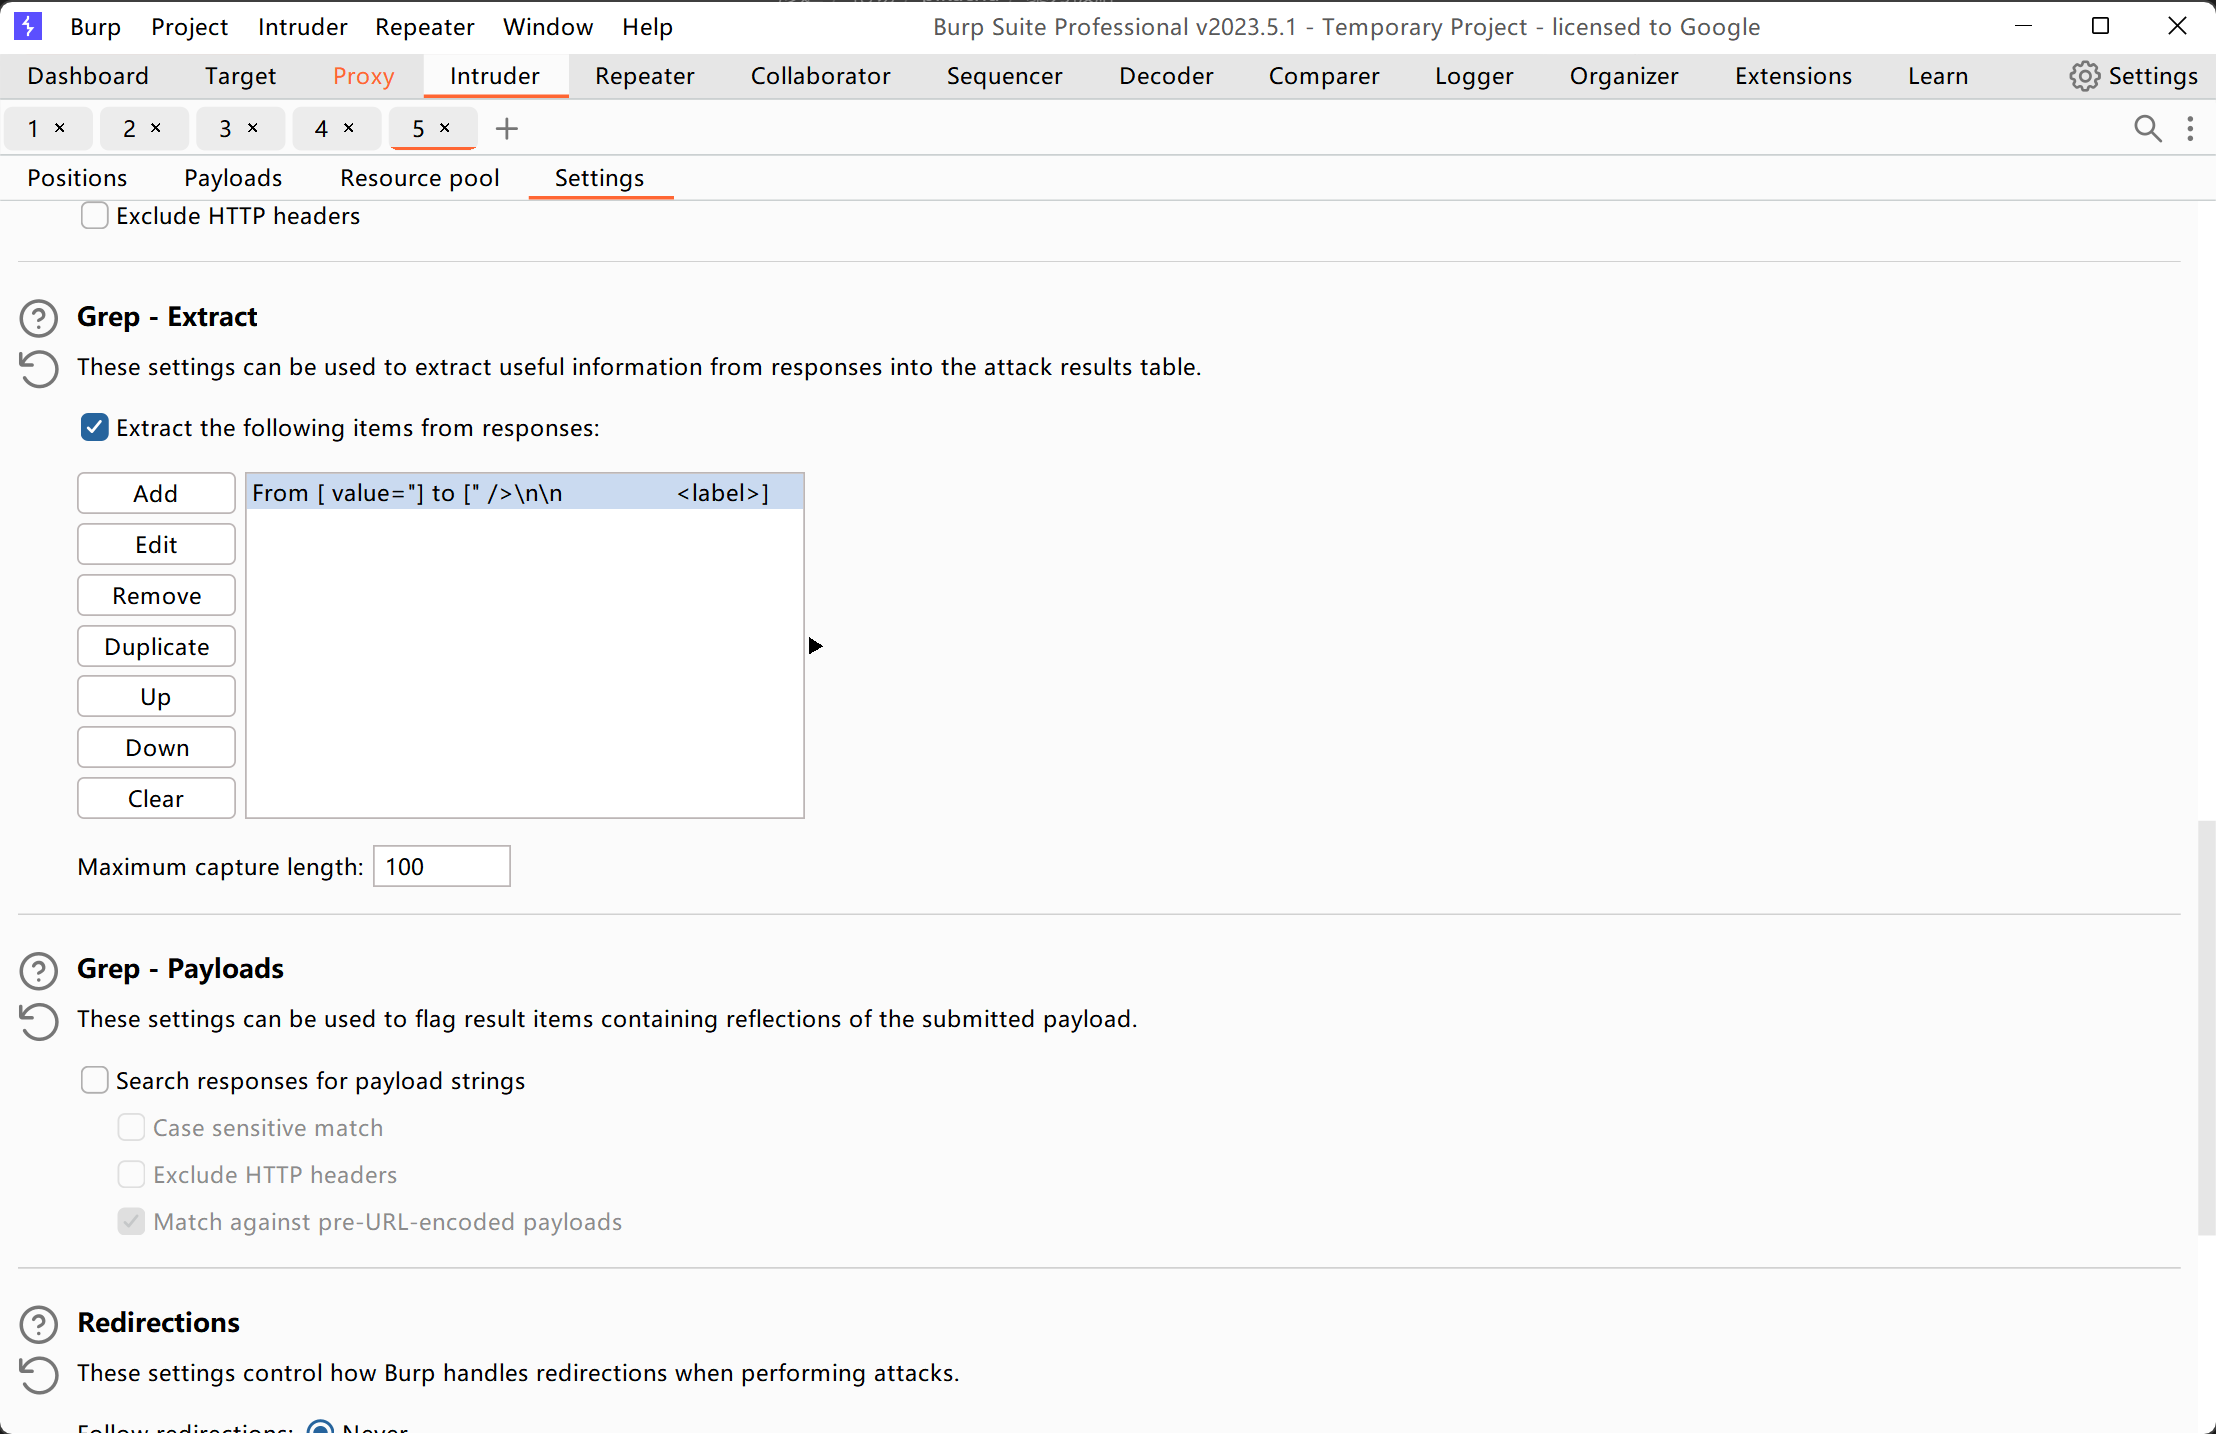 Burp Project Intruder Repeater Window Help Burp Suite Professional v2023.5.1 - Temporary Project - licensed to Google
Dashboard Target Proxy Intruder Repeater Collaborator Sequencer Decoder Comparer Logger Organizer Extensions Learn Settings
1 × 2 × 3 × 4 × 5 × +
Positions Payloads Resource pool Settings
Exclude HTTP headers
Grep - Extract
These settings can be used to extract useful information from responses into the attack results table.
Extract the following items from responses:
Add
From [ value="] to [" />\n\n <label>]
Edit
Remove
Duplicate
Up
Down
Clear
Maximum capture length: 100
Grep - Payloads
These settings can be used to flag result items containing reflections of the submitted payload.
Search responses for payload strings
Case sensitive match
Exclude HTTP headers
Match against pre-URL-encoded payloads
Redirections
These settings control how Burp handles redirections when performing attacks.
Follow redirections: Never